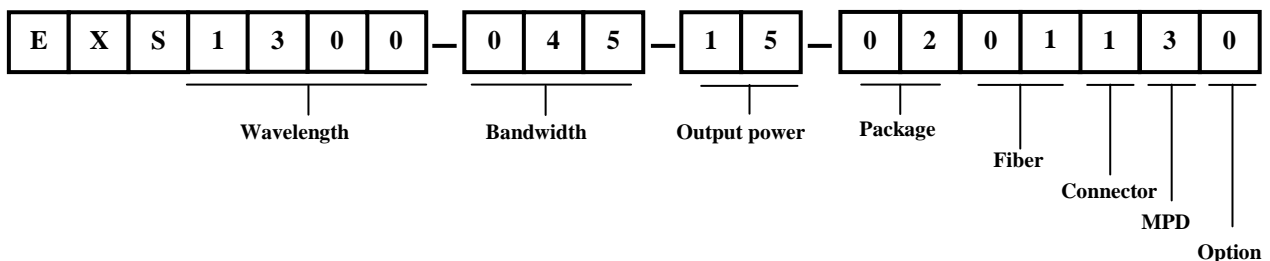 E X S 1 3 0 0 – 0 4 5 – 1 5 – 0 2 0 1 1 3 0
Wavelength Bandwidth Output power Package
Fiber
Connector
MPD
Option